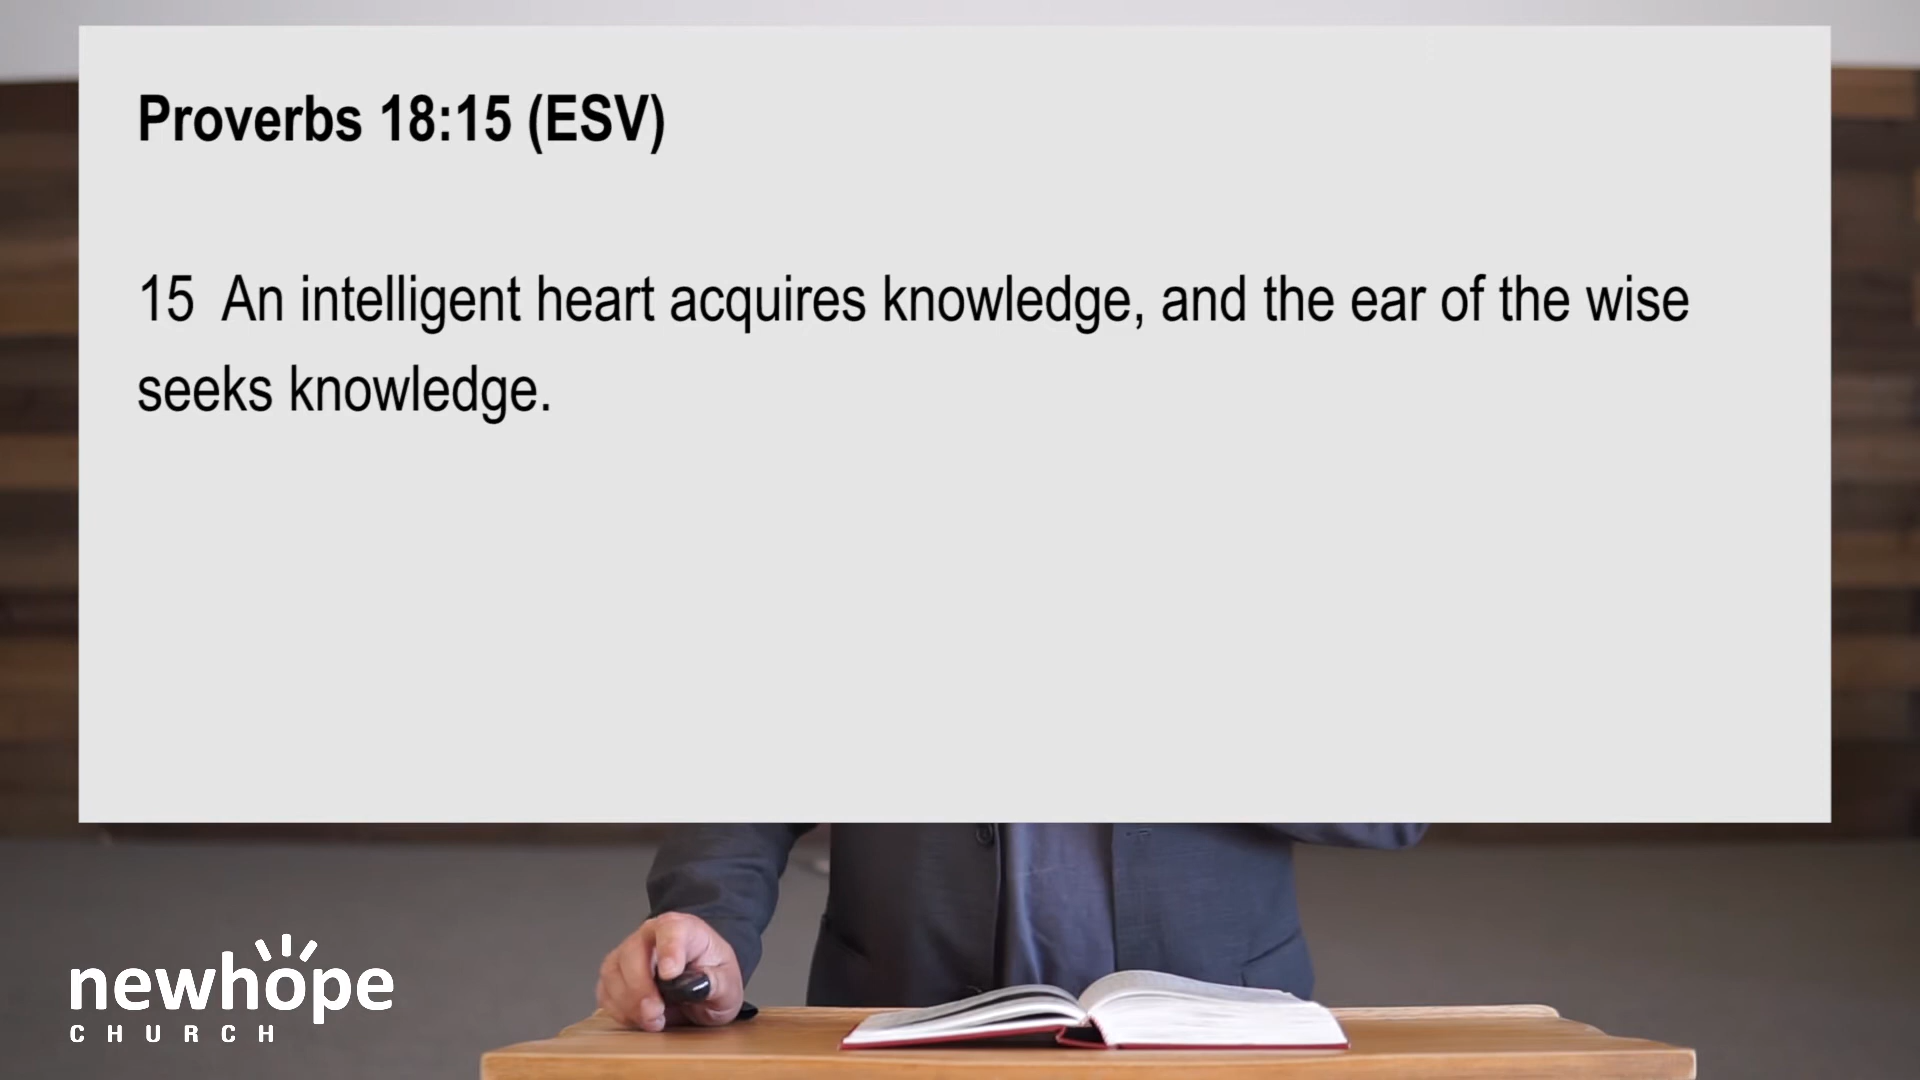 Proverbs 18:15 (ESV)
15 An intelligent heart acquires knowledge, and the ear of the wise
seeks knowledge.
newhope
CHURCH